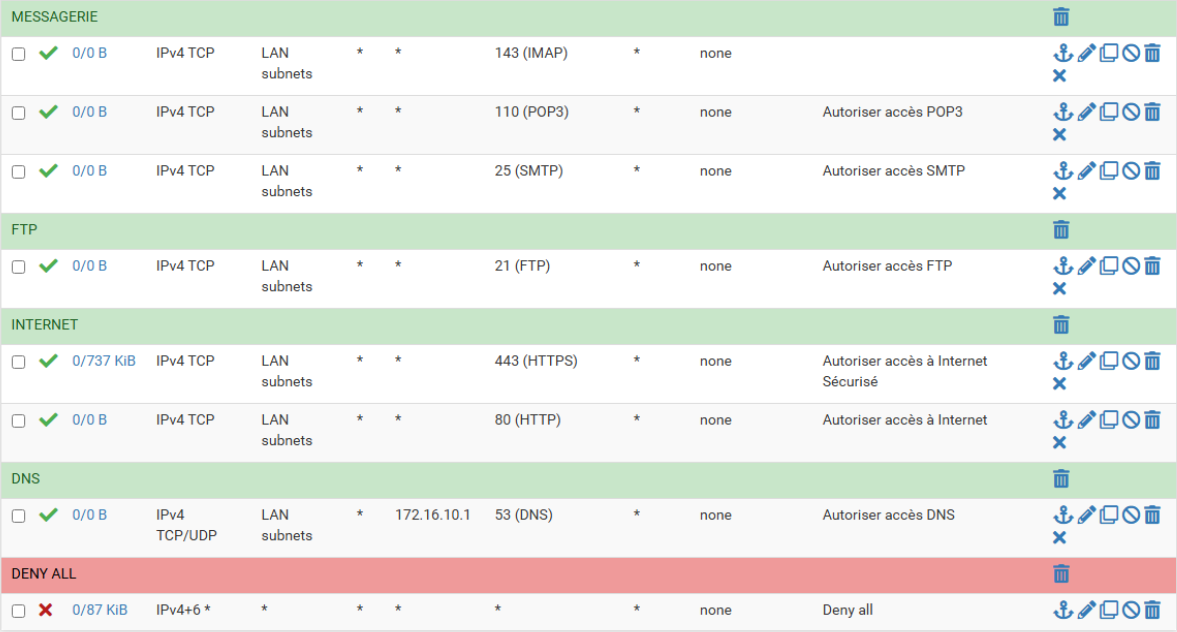 MESSAGERIE
0/0 B IPv4 TCP LAN subnets * * 143 (IMAP) * none
0/0 B IPv4 TCP LAN subnets * * 110 (POP3) * none Autoriser accès POP3
0/0 B IPv4 TCP LAN subnets * * 25 (SMTP) * none Autoriser accès SMTP
FTP
0/0 B IPv4 TCP LAN subnets * * 21 (FTP) * none Autoriser accès FTP
INTERNET
0/737 KiB IPv4 TCP LAN subnets * * 443 (HTTPS) * none Autoriser accès à Internet Sécurisé
0/0 B IPv4 TCP LAN subnets * * 80 (HTTP) * none Autoriser accès à Internet
DNS
0/0 B IPv4 TCP/UDP LAN subnets * 172.16.10.1 53 (DNS) * none Autoriser accès DNS
DENY ALL
0/87 KiB IPv4+6 * * * * * * none Deny all